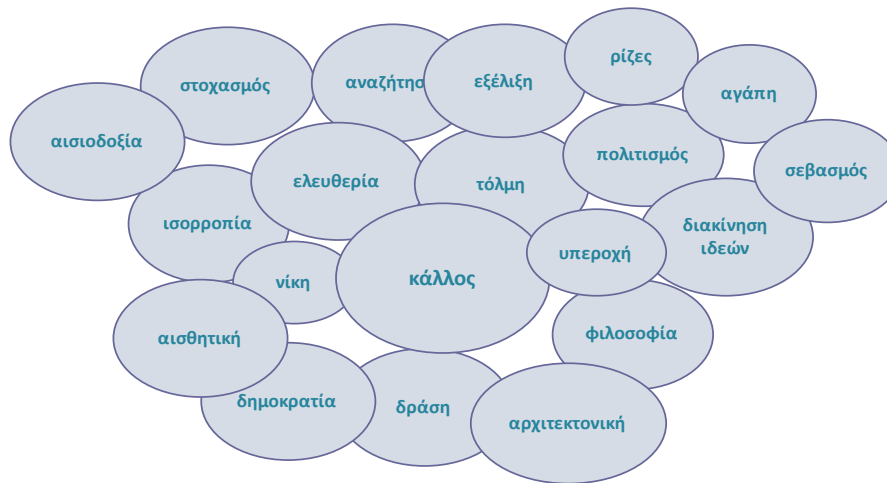 ρίζες
στοχασμός
αναζήτησ
εξέλιξη
αγάπη
αισιοδοξία
πολιτισμός
σεβασμός
ελευθερία
τόλμη
ισορροπία
διακίνηση
ιδεών
υπεροχή
νίκη
κάλλος
αισθητική
φιλοσοφία
δημοκρατία
δράση
αρχιτεκτονική